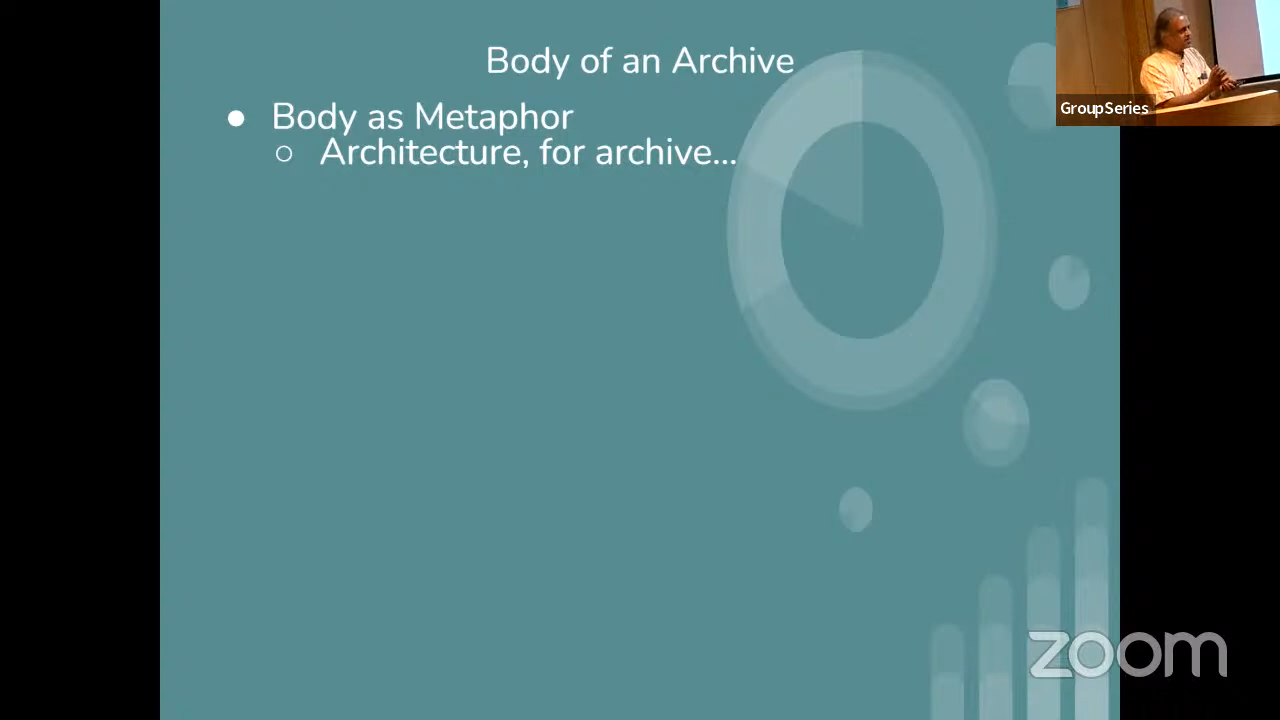 Body of an Archive
● Body as Metaphor
○ Architecture, for archive...
GroupSeries
zoom